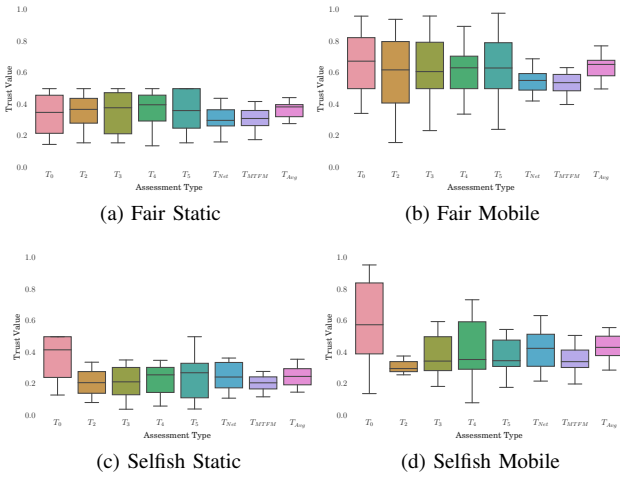 1.0
0.8
0.6
0.4
0.2
0.0
Trust Value
T0 T2 T3 T4 T5 TNet TMTFM TAvg
Assessment Type
(a) Fair Static
1.0
0.8
0.6
0.4
0.2
0.0
Trust Value
T0 T2 T3 T4 T5 TNet TMTFM TAvg
Assessment Type
(b) Fair Mobile
1.0
0.8
0.6
0.4
0.2
0.0
Trust Value
T0 T2 T3 T4 T5 TNet TMTFM TAvg
Assessment Type
(c) Selfish Static
1.0
0.8
0.6
0.4
0.2
0.0
Trust Value
T0 T2 T3 T4 T5 TNet TMTFM TAvg
Assessment Type
(d) Selfish Mobile